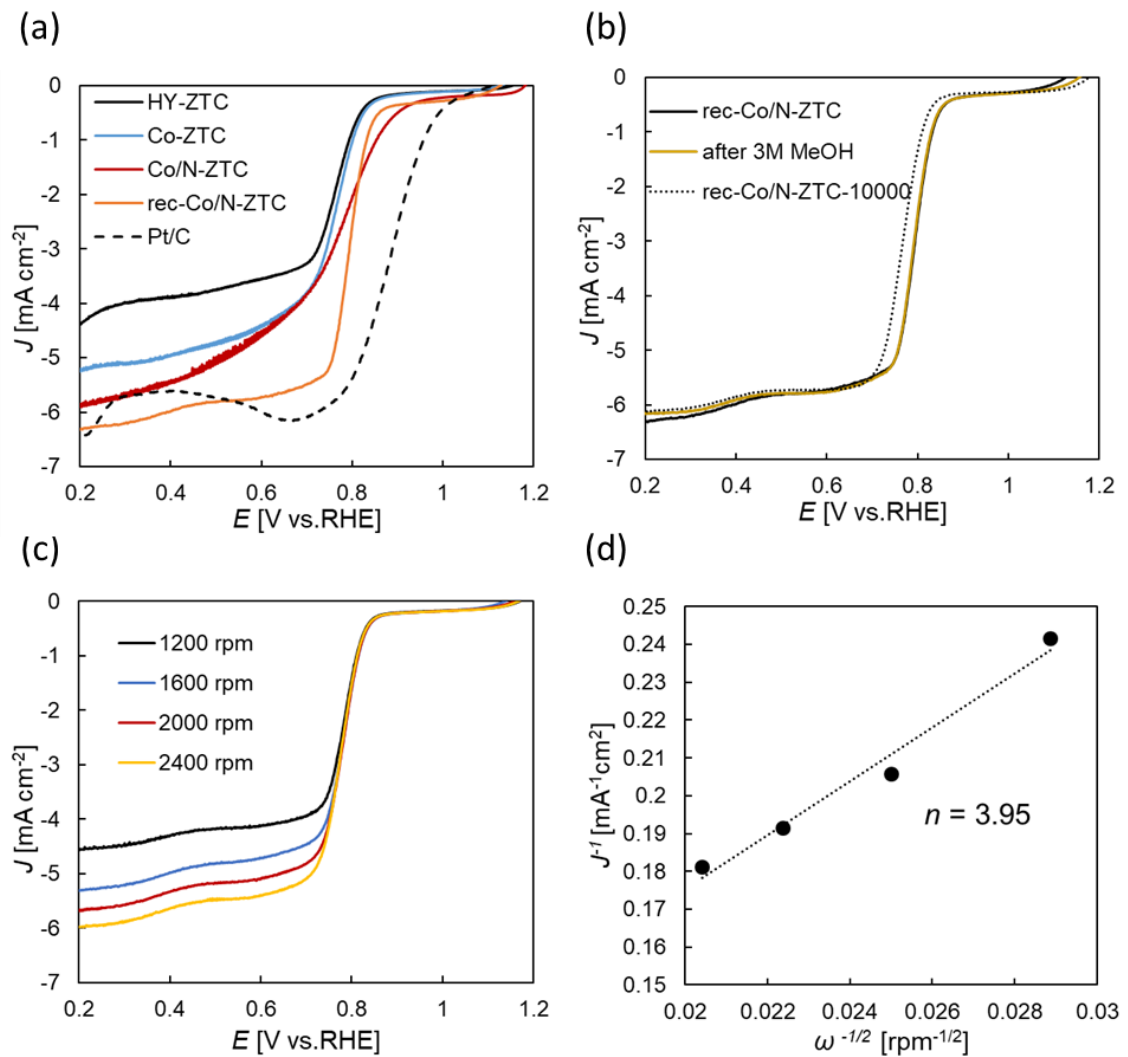 (a)
0
-1
-2
-3
-4
-5
-6
-7
J [mA cm-2]
HY-ZTC
Co-ZTC
Co/N-ZTC
rec-Co/N-ZTC
Pt/C
0.2 0.4 0.6 0.8 1 1.2
E [V vs.RHE]
(b)
0
-1
-2
-3
-4
-5
-6
-7
J [mA cm-2]
rec-Co/N-ZTC
after 3M MeOH
rec-Co/N-ZTC-10000
0.2 0.4 0.6 0.8 1 1.2
E [V vs.RHE]
(c)
0
-1
-2
-3
-4
-5
-6
-7
J [mA cm-2]
1200 rpm
1600 rpm
2000 rpm
2400 rpm
0.2 0.4 0.6 0.8 1 1.2
E [V vs.RHE]
(d)
0.25
0.24
0.23
0.22
0.21
0.2
0.19
0.18
0.17
0.16
0.15
J-1 [mA-1cm2]
n = 3.95
0.02 0.022 0.024 0.026 0.028 0.03
ω -1/2 [rpm-1/2]